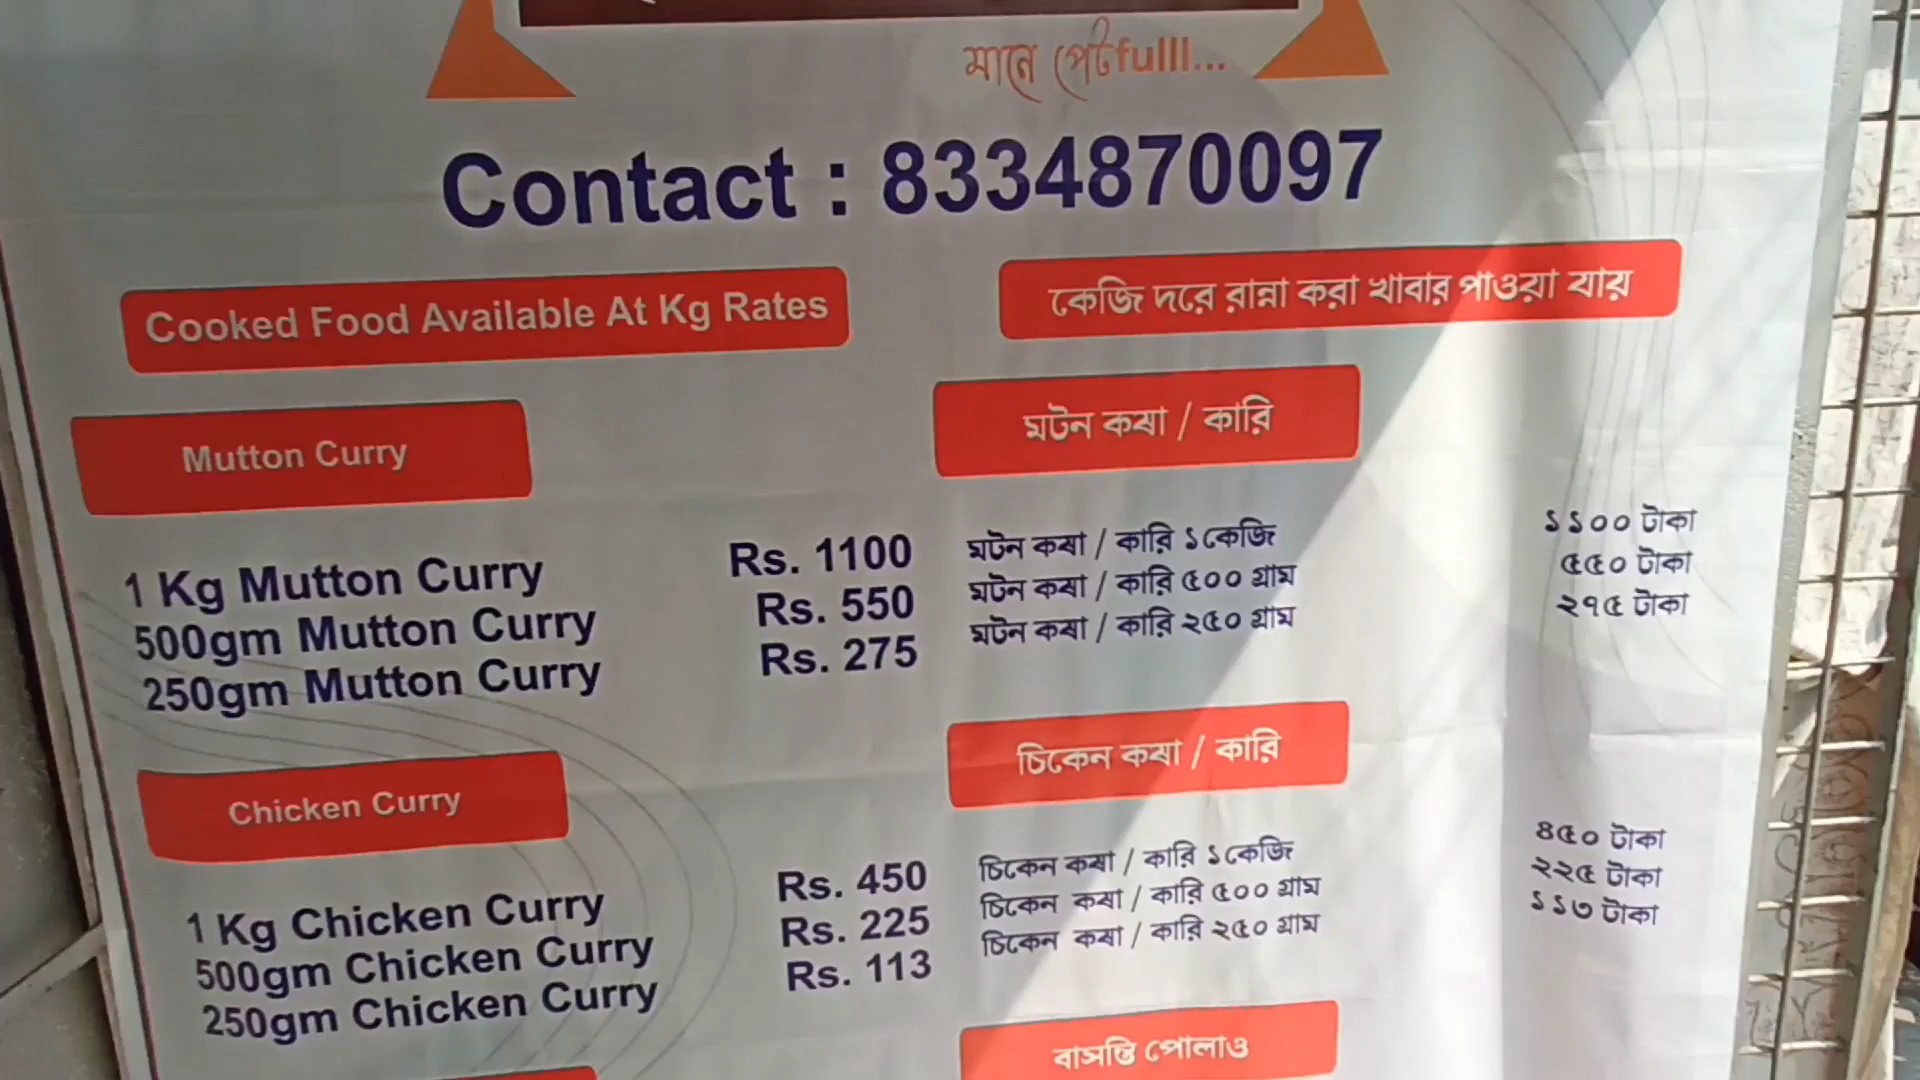 মানে পেটfulll...
Contact : 8334870097
Cooked Food Available At Kg Rates
কেজি দরে রান্না করা খাবার পাওয়া যায়
Mutton Curry
মটন কষা / কারি
1 Kg Mutton Curry Rs. 1100
500gm Mutton Curry Rs. 550
250gm Mutton Curry Rs. 275
মটন কষা / কারি ১কেজি ১১০০ টাকা
মটন কষা / কারি ৫০০ গ্রাম ৫৫০ টাকা
মটন কষা / কারি ২৫০ গ্রাম ২৭৫ টাকা
Chicken Curry
চিকেন কষা / কারি
1 Kg Chicken Curry Rs. 450
500gm Chicken Curry Rs. 225
250gm Chicken Curry Rs. 113
চিকেন কষা / কারি ১কেজি ৪৫০ টাকা
চিকেন কষা / কারি ৫০০ গ্রাম ২২৫ টাকা
চিকেন কষা / কারি ২৫০ গ্রাম ১১৩ টাকা
বাসন্তি পোলাও